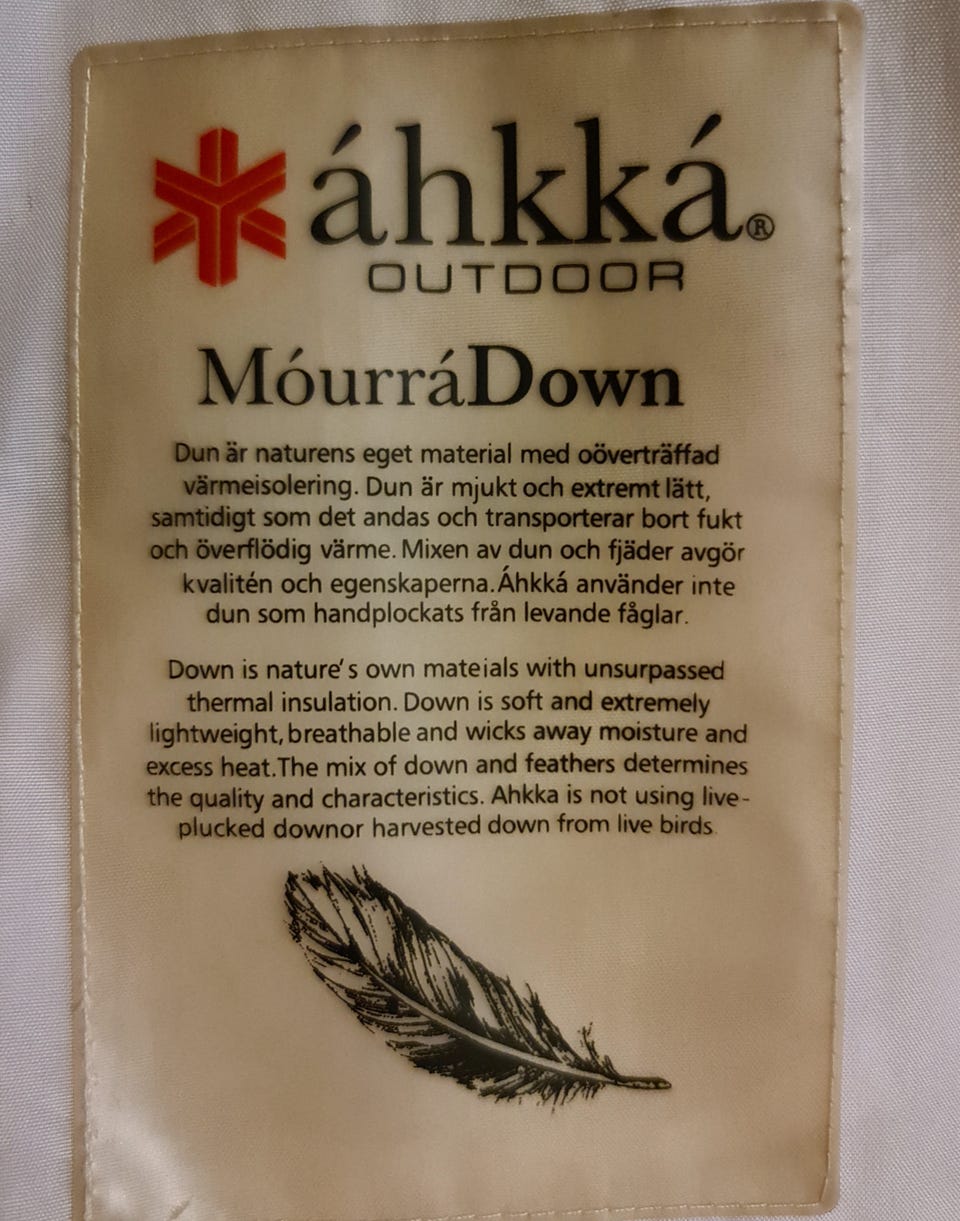 áhkká®
OUTDOOR
MóurráDown
Dun är naturens eget material med oöverträffad
värmeisolering. Dun är mjukt och extremt lätt,
samtidigt som det andas och transporterar bort fukt
och överflödig värme. Mixen av dun och fjäder avgör
kvalitén och egenskaperna. Áhkká använder inte
dun som handplockats från levande fåglar.
Down is nature's own mateials with unsurpassed
thermal insulation. Down is soft and extremely
lightweight, breathable and wicks away moisture and
excess heat.The mix of down and feathers determines
the quality and characteristics. Ahkka is not using live-
plucked downor harvested down from live birds.